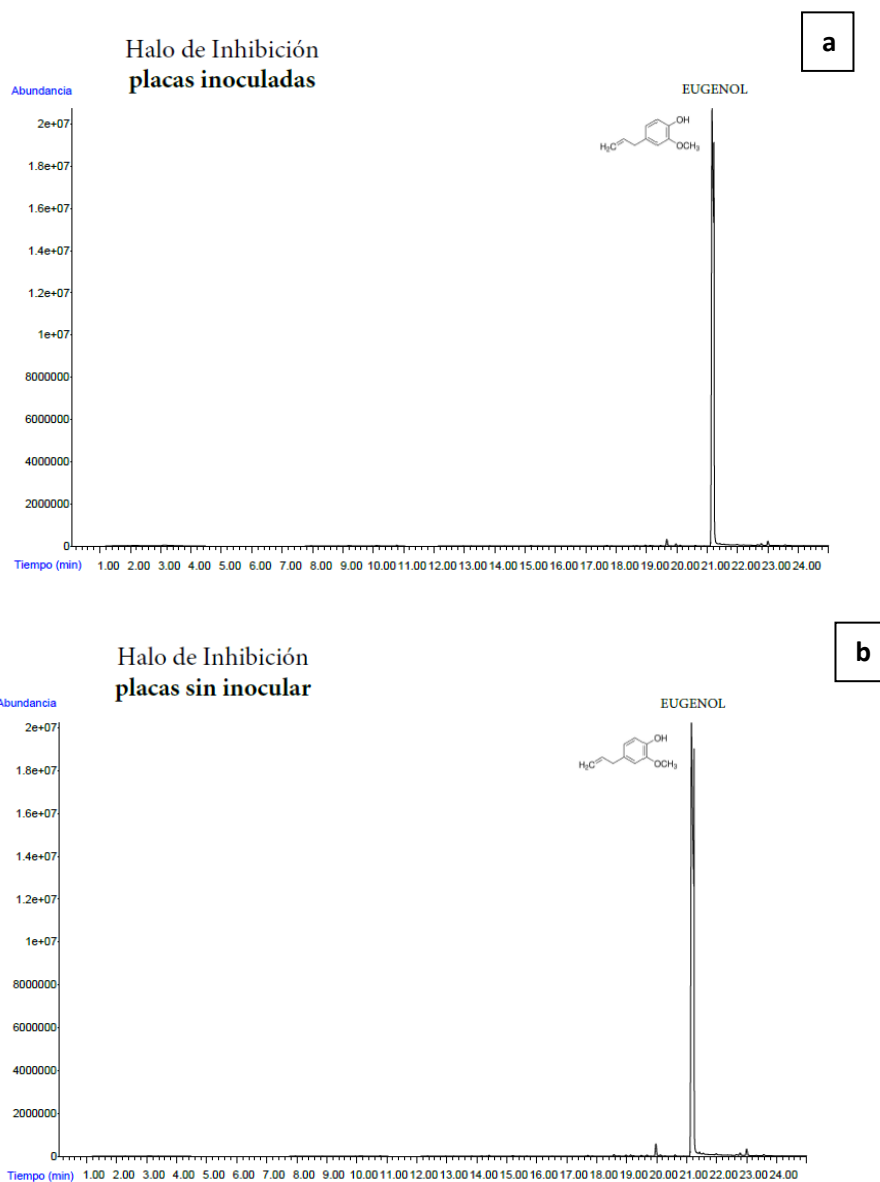 a
Halo de Inhibición
placas inoculadas
Abundancia
EUGENOL
2e+07
OH
H₃C
OCH₃
1.8e+07
1.6e+07
1.4e+07
1.2e+07
1e+07
8000000
6000000
4000000
2000000
0
Tiempo (min) 1.00 2.00 3.00 4.00 5.00 6.00 7.00 8.00 9.00 10.00 11.00 12.00 13.00 14.00 15.00 16.00 17.00 18.00 19.00 20.00 21.00 22.00 23.00 24.00
b
Halo de Inhibición
placas sin inocular
Abundancia
EUGENOL
2e+07
OH
H₂C
OCH₃
1.8e+07
1.6e+07
1.4e+07
1.2e+07
1e+07
8000000
6000000
4000000
2000000
0
Tiempo (min) 1.00 2.00 3.00 4.00 5.00 6.00 7.00 8.00 9.00 10.00 11.00 12.00 13.00 14.00 15.00 16.00 17.00 18.00 19.00 20.00 21.00 22.00 23.00 24.00